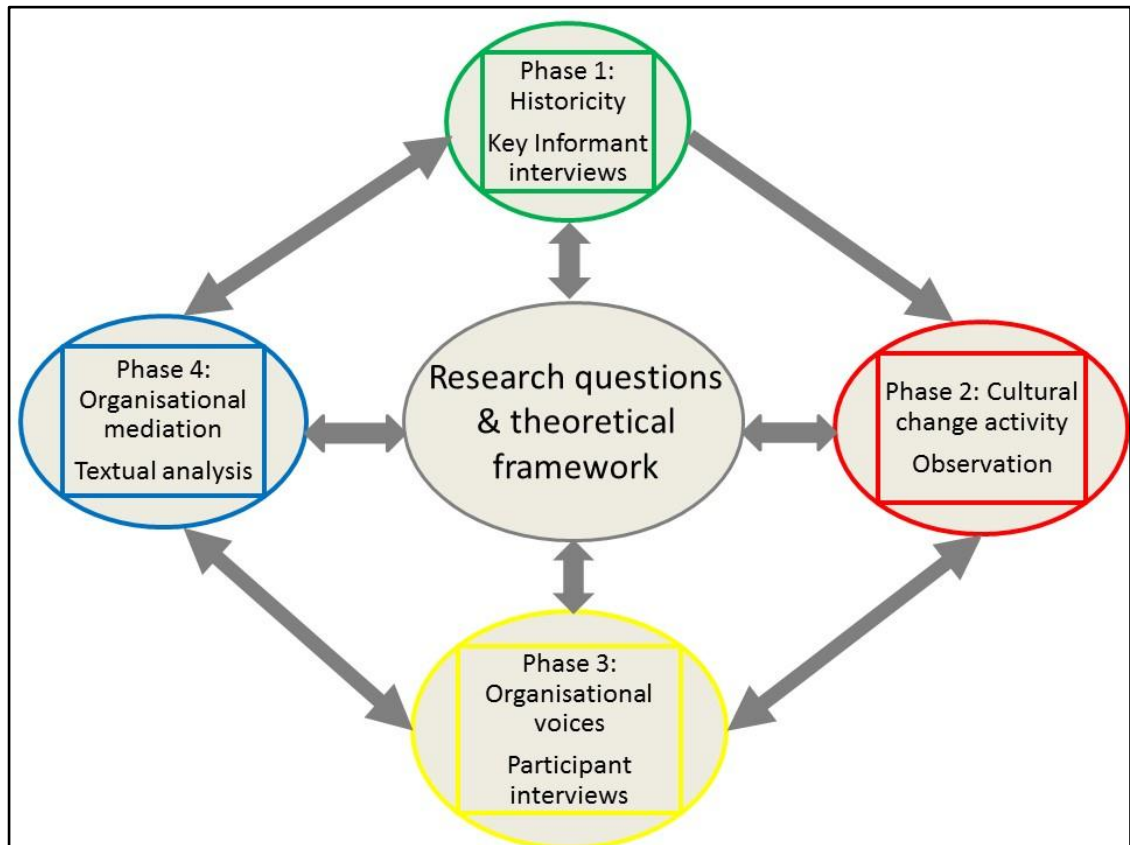 Phase 1:
Historicity
Key Informant
interviews
Research questions
& theoretical
framework
Phase 2: Cultural
change activity
Observation
Phase 3:
Organisational
voices
Participant
interviews
Phase 4:
Organisational
mediation
Textual analysis